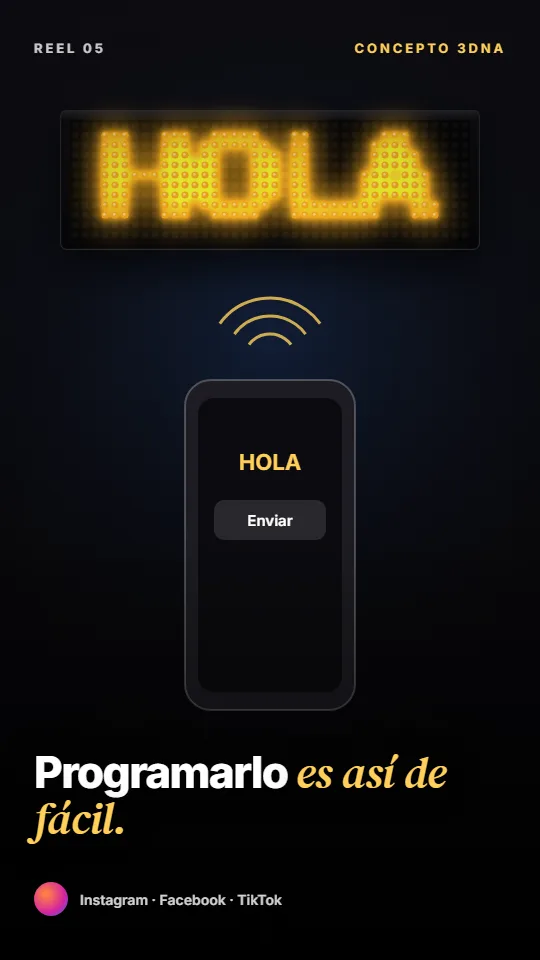 REEL 05
CONCEPTO 3DNA
HOLA
HOLA
Enviar
Programarlo es así de
fácil.
Instagram · Facebook · TikTok